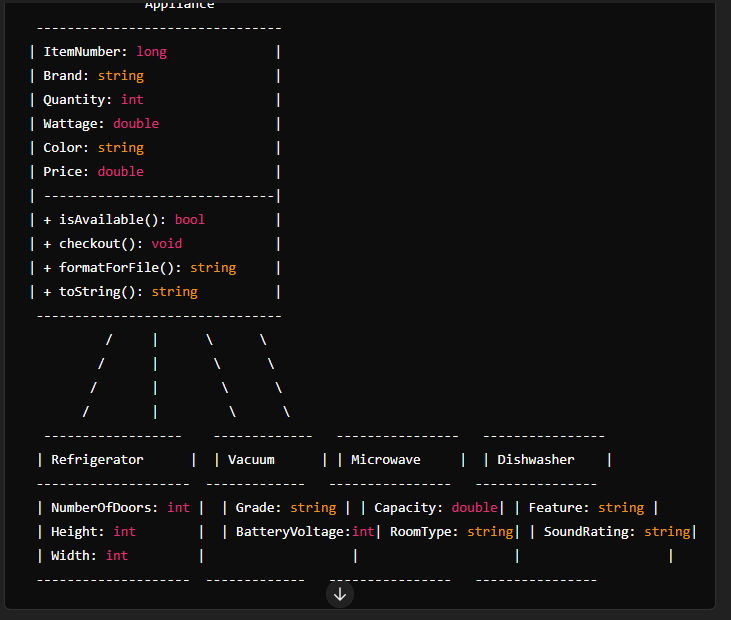 Appliance
--------------------------------
| ItemNumber: long              |
| Brand: string                 |
| Quantity: int                 |
| Wattage: double               |
| Color: string                 |
| Price: double                 |
| ------------------------------|
| + isAvailable(): bool         |
| + checkout(): void            |
| + formatForFile(): string     |
| + toString(): string          |
--------------------------------
/     |      \      \
/      |       \      \
/       |        \      \
/        |         \      \
------------------    -------------   ----------------   ----------------
| Refrigerator      |  | Vacuum      | | Microwave     |  | Dishwasher    |
--------------------  -------------   ----------------   ----------------
| NumberOfDoors: int |  | Grade: string | | Capacity: double| | Feature: string |
| Height: int        |  | BatteryVoltage:int| RoomType: string| | SoundRating: string|
| Width: int         |                   |                    |                   |
--------------------  -------------   ----------------   ----------------